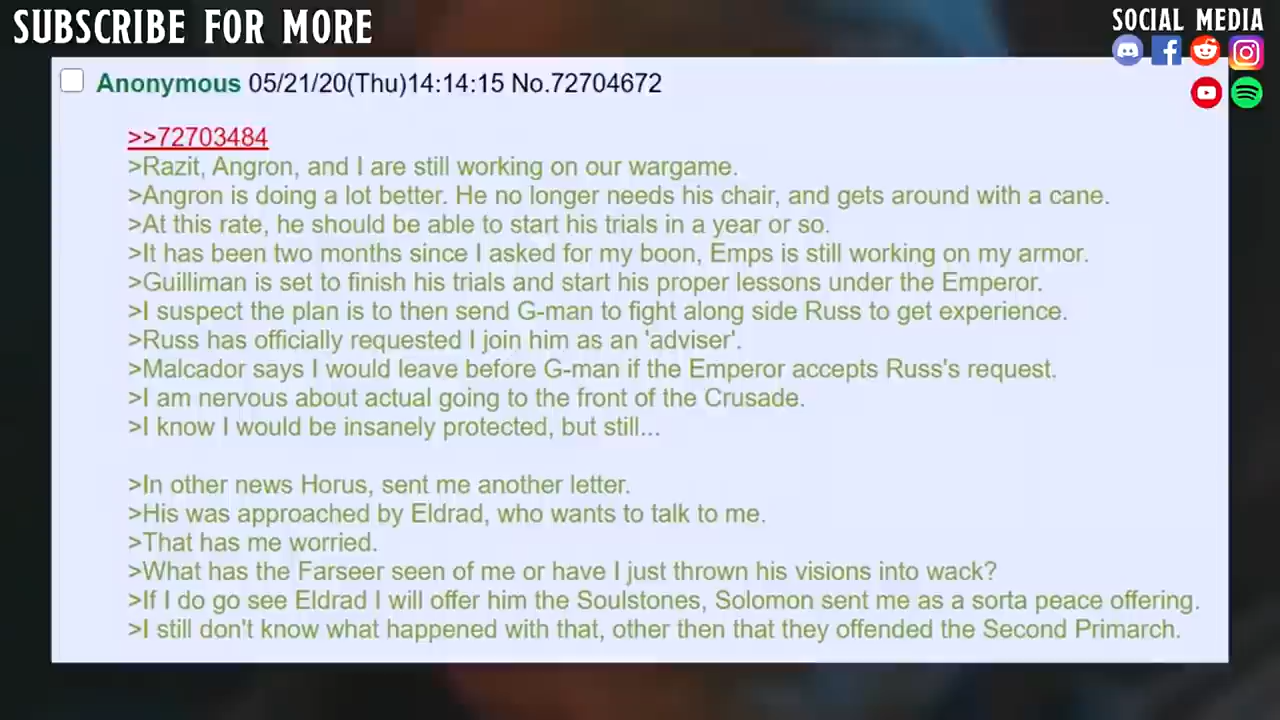 SUBSCRIBE FOR MORE
SOCIAL MEDIA
Anonymous 05/21/20(Thu)14:14:15 No.72704672
>>72703484
>Razit, Angron, and I are still working on our wargame.
>Angron is doing a lot better. He no longer needs his chair, and gets around with a cane.
>At this rate, he should be able to start his trials in a year or so.
>It has been two months since I asked for my boon, Emps is still working on my armor.
>Guilliman is set to finish his trials and start his proper lessons under the Emperor.
>I suspect the plan is to then send G-man to fight along side Russ to get experience.
>Russ has officially requested I join him as an 'adviser'.
>Malcador says I would leave before G-man if the Emperor accepts Russ's request.
>I am nervous about actual going to the front of the Crusade.
>I know I would be insanely protected, but still...
>In other news Horus, sent me another letter.
>His was approached by Eldrad, who wants to talk to me.
>That has me worried.
>What has the Farseer seen of me or have I just thrown his visions into wack?
>If I do go see Eldrad I will offer him the Soulstones, Solomon sent me as a sorta peace offering.
>I still don't know what happened with that, other then that they offended the Second Primarch.